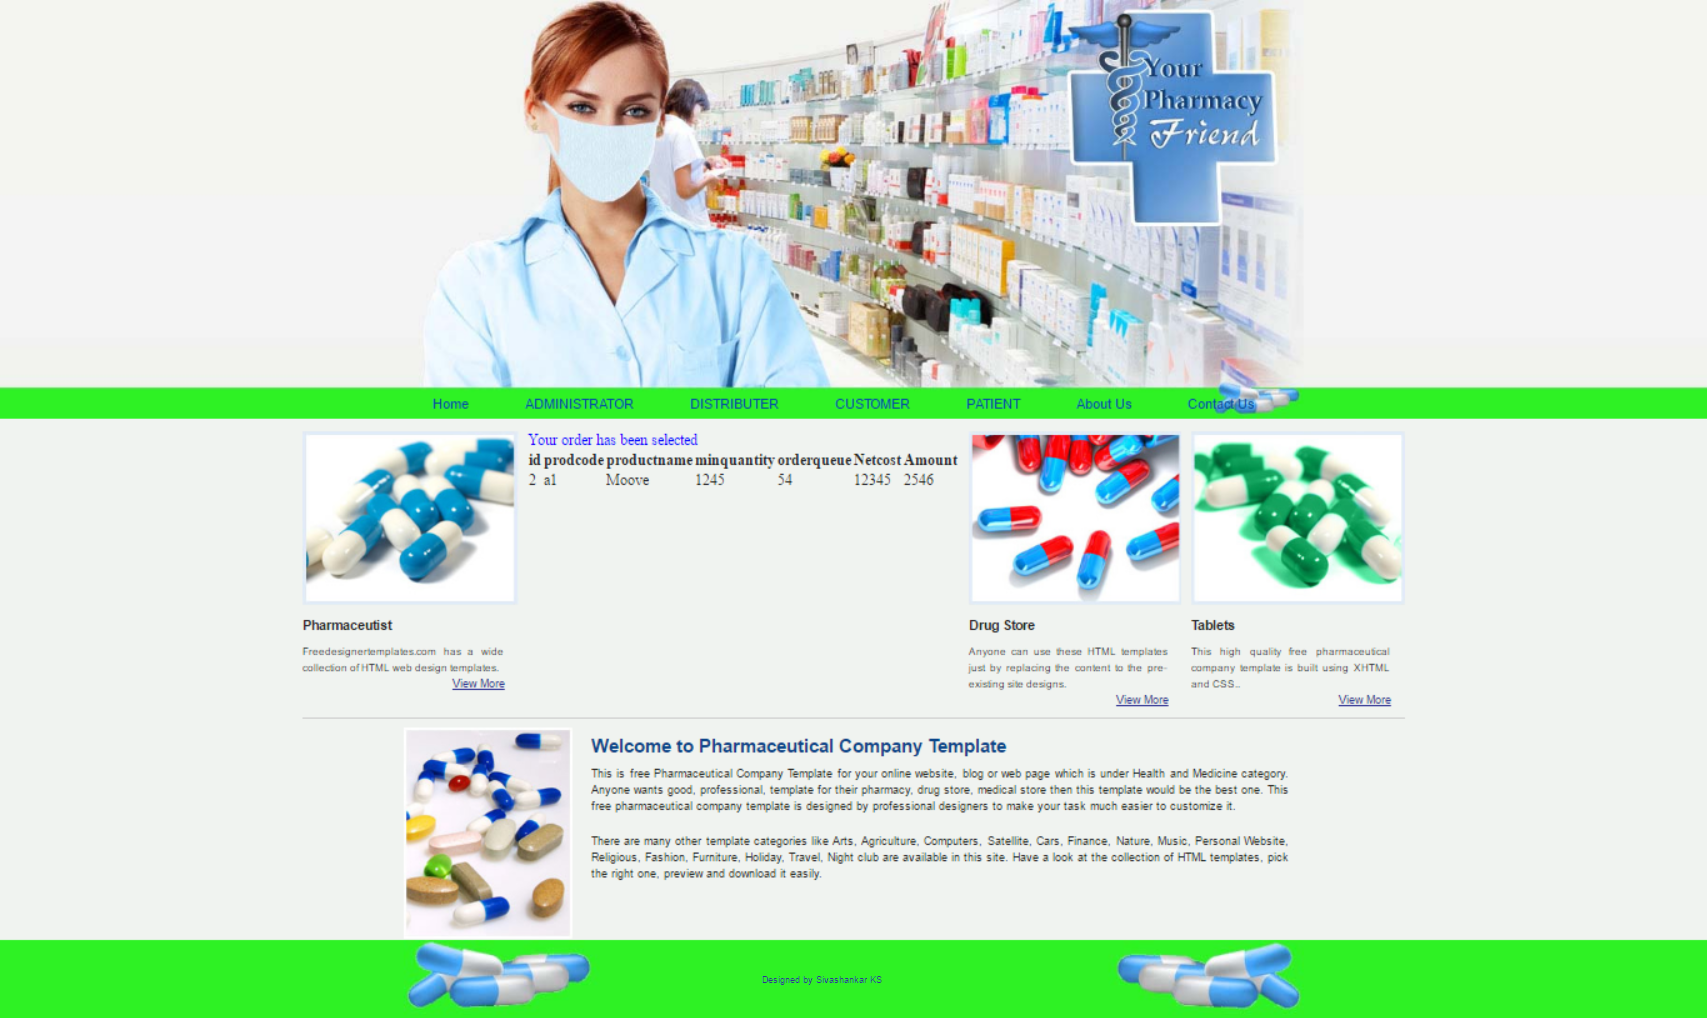 Your
Pharmacy
Friend
Home ADMINISTRATOR DISTRIBUTER CUSTOMER PATIENT About Us Contact Us
Your order has been selected
id prodcode productname minquantity orderqueue Netcost Amount
2 a1 Moove 1245 54 12345 2546
Pharmaceutist
Freedesignertemplates.com has a wide
collection of HTML web design templates.
View More
Drug Store
Anyone can use these HTML templates
just by replacing the content to the pre-
existing site designs.
View More
Tablets
This high quality free pharmaceutical
company template is built using XHTML
and CSS..
View More
Welcome to Pharmaceutical Company Template
This is free Pharmaceutical Company Template for your online website, blog or web page which is under Health and Medicine category.
Anyone wants good, professional, template for their pharmacy, drug store, medical store then this template would be the best one. This
free pharmaceutical company template is designed by professional designers to make your task much easier to customize it.
There are many other template categories like Arts, Agriculture, Computers, Satellite, Cars, Finance, Nature, Music, Personal Website,
Religious, Fashion, Furniture, Holiday, Travel, Night club are available in this site. Have a look at the collection of HTML templates, pick
the right one, preview and download it easily.
Designed by Sivashankar KS